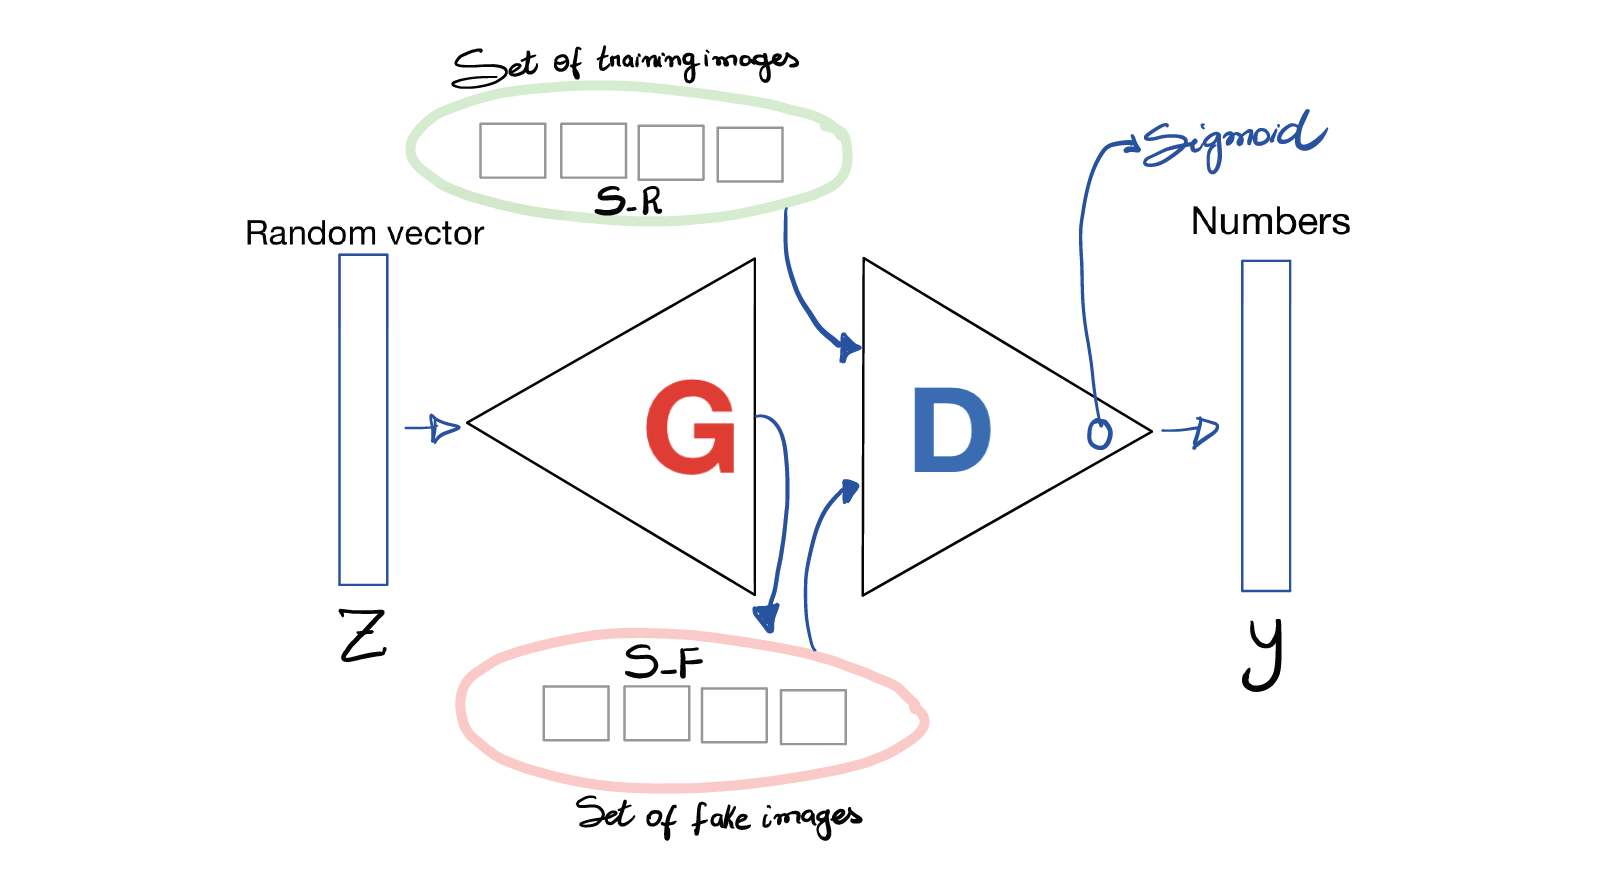 Set of training images
S_R
Sigmoid
Random vector
Numbers
G
D
Z
y
S_F
Set of fake images